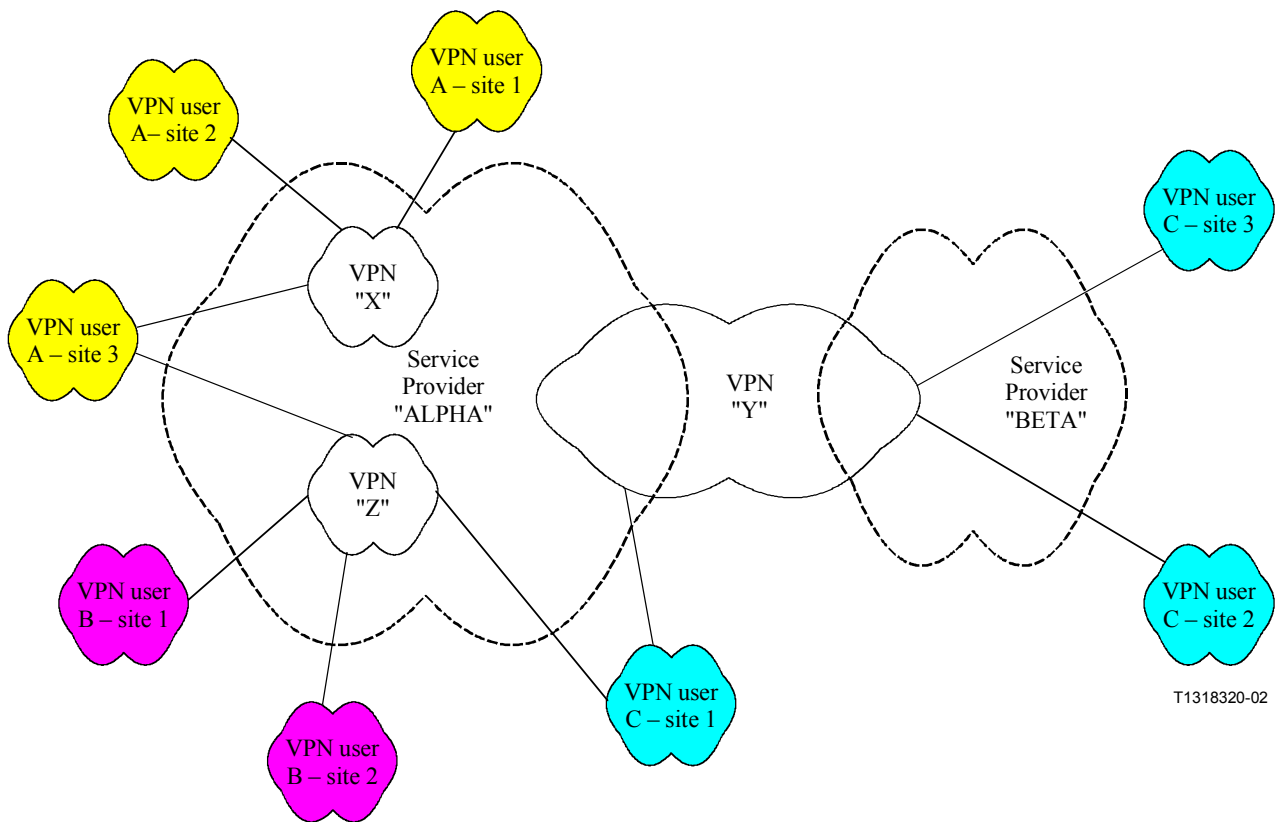 VPN user
A – site 1
VPN user
A– site 2
VPN user
C – site 3
VPN
"X"
VPN user
A – site 3
Service
Provider
"ALPHA"
VPN
"Y"
Service
Provider
"BETA"
VPN
"Z"
VPN user
B – site 1
VPN user
C – site 2
VPN user
C – site 1
T1318320-02
VPN user
B – site 2